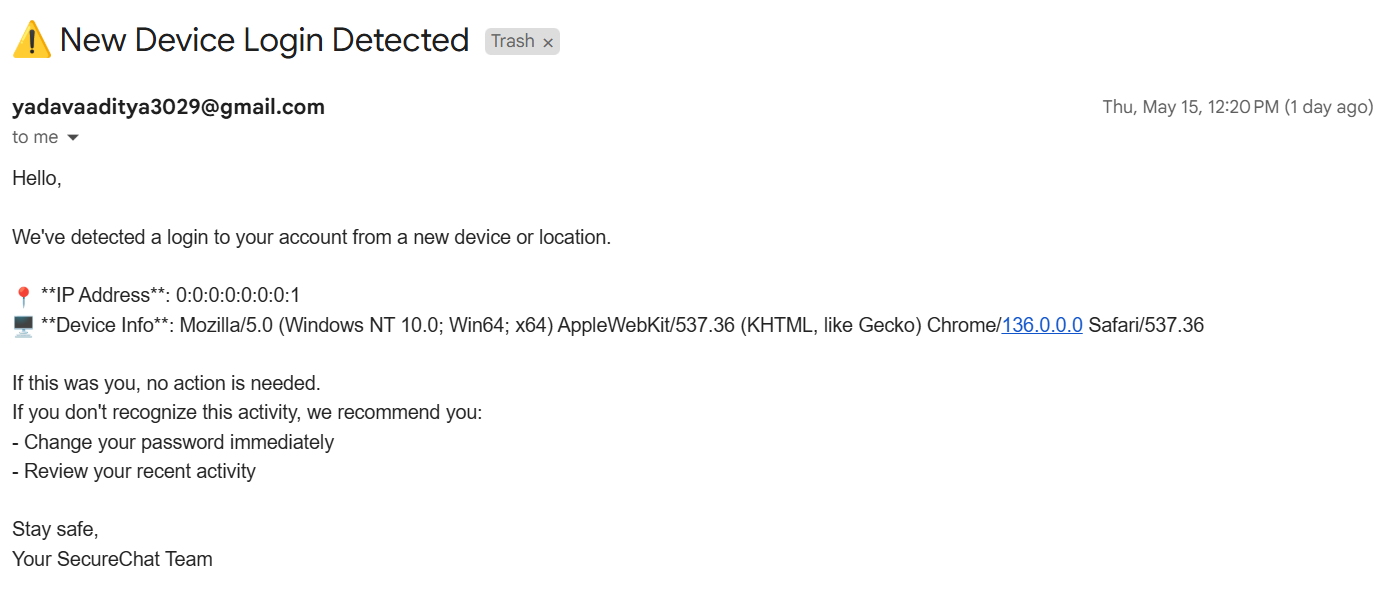 ⚠️ New Device Login Detected Trash ×
yadavaaditya3029@gmail.com Thu, May 15, 12:20 PM (1 day ago)
to me
Hello,
We've detected a login to your account from a new device or location.
📍 **IP Address**: 0:0:0:0:0:0:0:1
🖥️ **Device Info**: Mozilla/5.0 (Windows NT 10.0; Win64; x64) AppleWebKit/537.36 (KHTML, like Gecko) Chrome/136.0.0.0 Safari/537.36
If this was you, no action is needed.
If you don't recognize this activity, we recommend you:
- Change your password immediately
- Review your recent activity
Stay safe,
Your SecureChat Team